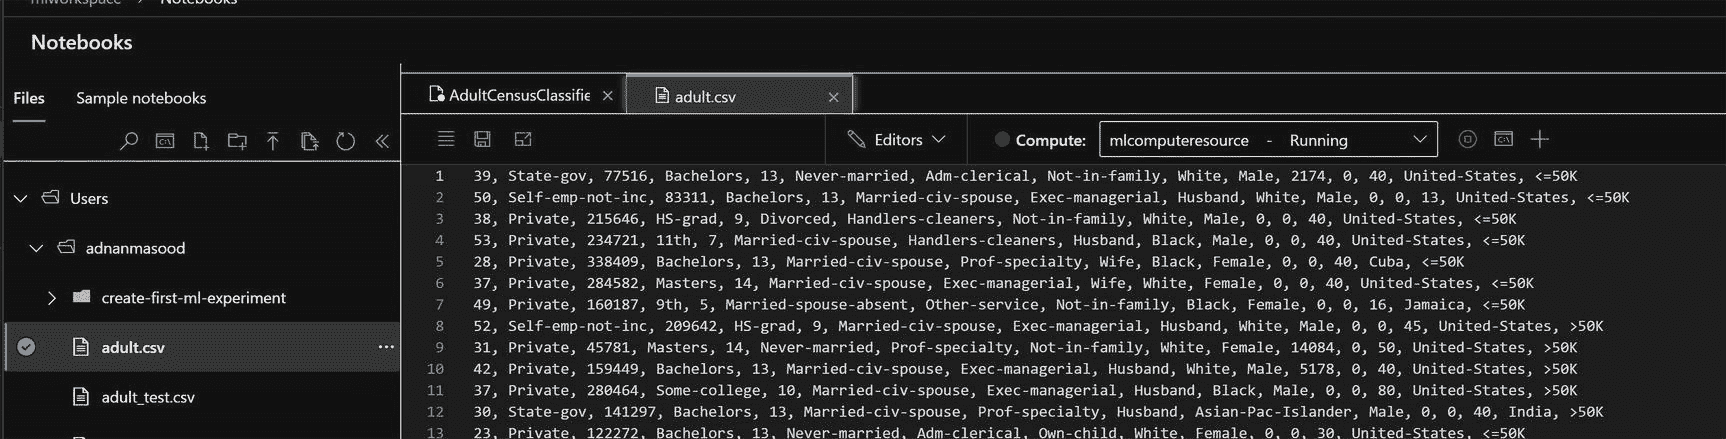 mlworkspace > Notebooks
Notebooks
Files Sample notebooks
Users
adnanmasood
create-first-ml-experiment
adult.csv
adult_test.csv
AdultCensusClassifie × adult.csv ×
Editors Compute: mlcomputeresource - Running
1 39, State-gov, 77516, Bachelors, 13, Never-married, Adm-clerical, Not-in-family, White, Male, 2174, 0, 40, United-States, <=50K
2 50, Self-emp-not-inc, 83311, Bachelors, 13, Married-civ-spouse, Exec-managerial, Husband, White, Male, 0, 0, 13, United-States, <=50K
3 38, Private, 215646, HS-grad, 9, Divorced, Handlers-cleaners, Not-in-family, White, Male, 0, 0, 40, United-States, <=50K
4 53, Private, 234721, 11th, 7, Married-civ-spouse, Handlers-cleaners, Husband, Black, Male, 0, 0, 40, United-States, <=50K
5 28, Private, 338409, Bachelors, 13, Married-civ-spouse, Prof-specialty, Wife, Black, Female, 0, 0, 40, Cuba, <=50K
6 37, Private, 284582, Masters, 14, Married-civ-spouse, Exec-managerial, Wife, White, Female, 0, 0, 40, United-States, <=50K
7 49, Private, 160187, 9th, 5, Married-spouse-absent, Other-service, Not-in-family, Black, Female, 0, 0, 16, Jamaica, <=50K
8 52, Self-emp-not-inc, 209642, HS-grad, 9, Married-civ-spouse, Exec-managerial, Husband, White, Male, 0, 0, 45, United-States, >50K
9 31, Private, 45781, Masters, 14, Never-married, Prof-specialty, Not-in-family, White, Female, 14084, 0, 50, United-States, >50K
10 42, Private, 159449, Bachelors, 13, Married-civ-spouse, Exec-managerial, Husband, White, Male, 5178, 0, 40, United-States, >50K
11 37, Private, 280464, Some-college, 10, Married-civ-spouse, Exec-managerial, Husband, Black, Male, 0, 0, 80, United-States, >50K
12 30, State-gov, 141297, Bachelors, 13, Married-civ-spouse, Prof-specialty, Husband, Asian-Pac-Islander, Male, 0, 0, 40, India, >50K
13 23, Private, 122272, Bachelors, 13, Never-married, Adm-clerical, Own-child, White, Female, 0, 0, 30, United-States, <=50K